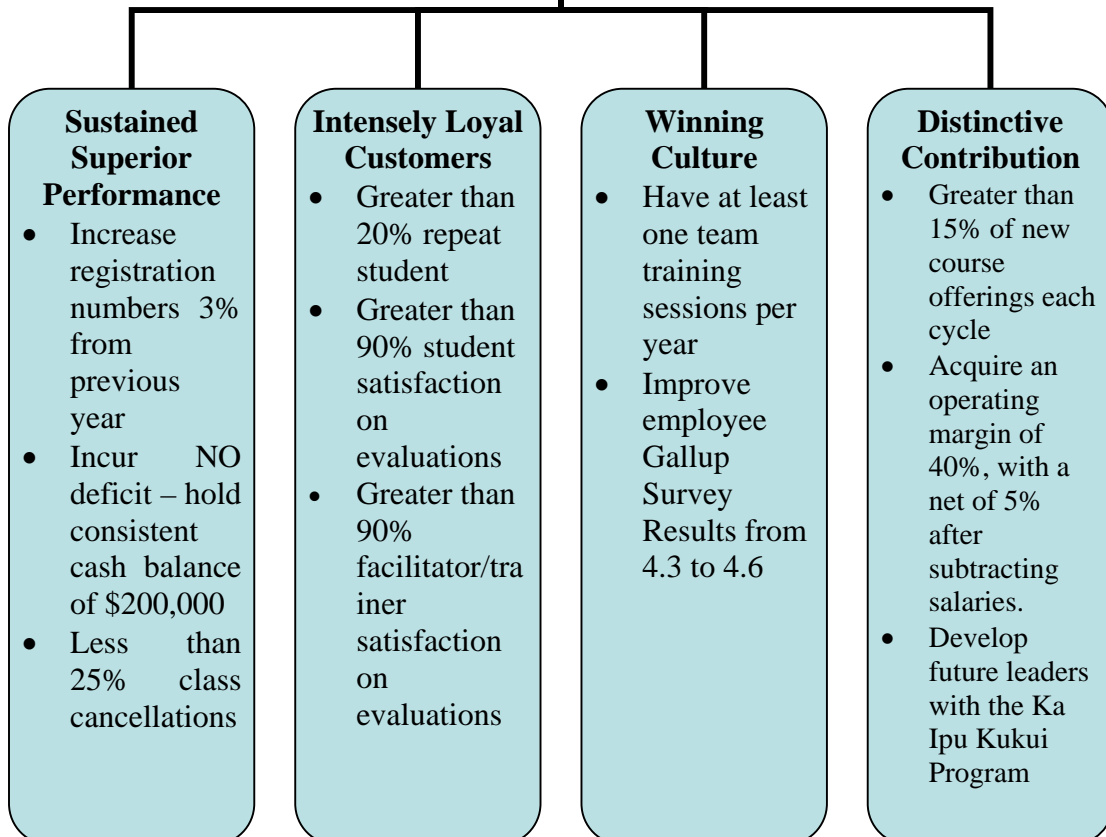 Sustained
Superior
Performance
• Increase
registration
numbers 3%
from
previous
year
• Incur NO
deficit – hold
consistent
cash balance
of $200,000
• Less than
25% class
cancellations
Intensely Loyal
Customers
• Greater than
20% repeat
student
• Greater than
90% student
satisfaction
on
evaluations
• Greater than
90%
facilitator/tra
iner
satisfaction
on
evaluations
Winning
Culture
• Have at least
one team
training
sessions per
year
• Improve
employee
Gallup
Survey
Results from
4.3 to 4.6
Distinctive
Contribution
• Greater than
15% of new
course
offerings each
cycle
• Acquire an
operating
margin of
40%, with a
net of 5%
after
subtracting
salaries.
• Develop
future leaders
with the Ka
Ipu Kukui
Program